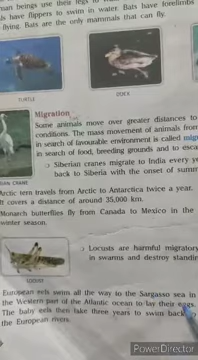 man beings use their legs to
ls have flippers to swim in water. Bats have forelimbs
flying. Bats are the only mammals that can fly.
TURTLE
DUCK
Migration
Some animals move over greater distances to
conditions. The mass movement of animals from
in search of favourable environment is called mig
in search of food, breeding grounds and to esca
Siberian cranes migrate to India every y
back to Siberia with the onset of summ
IAN CRANE
Arctic tern travels from Arctic to Antarctica twice a year.
It covers a distance of around 35,000 km.
Monarch butterflies fly from Canada to Mexico in the
winter season.
Locusts are harmful migratory
in swarms and destroy standin
LOCUST
European eels swim all the way to the Sargasso sea in
the Western part of the Atlantic ocean to lay their eggs.
The baby eels then take three years to swim back to
the European rivers.
PowerDirector